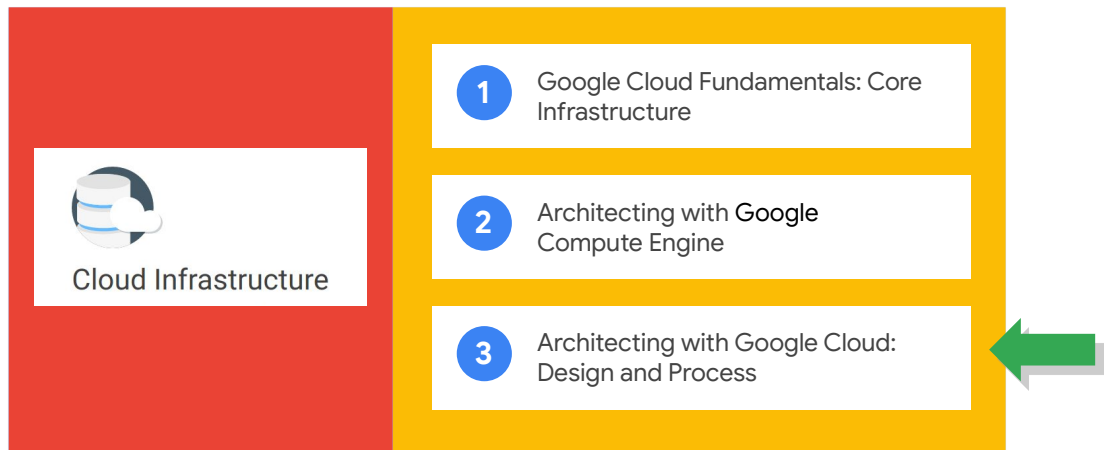 Cloud Infrastructure
1
Google Cloud Fundamentals: Core
Infrastructure
2
Architecting with Google
Compute Engine
3
Architecting with Google Cloud:
Design and Process